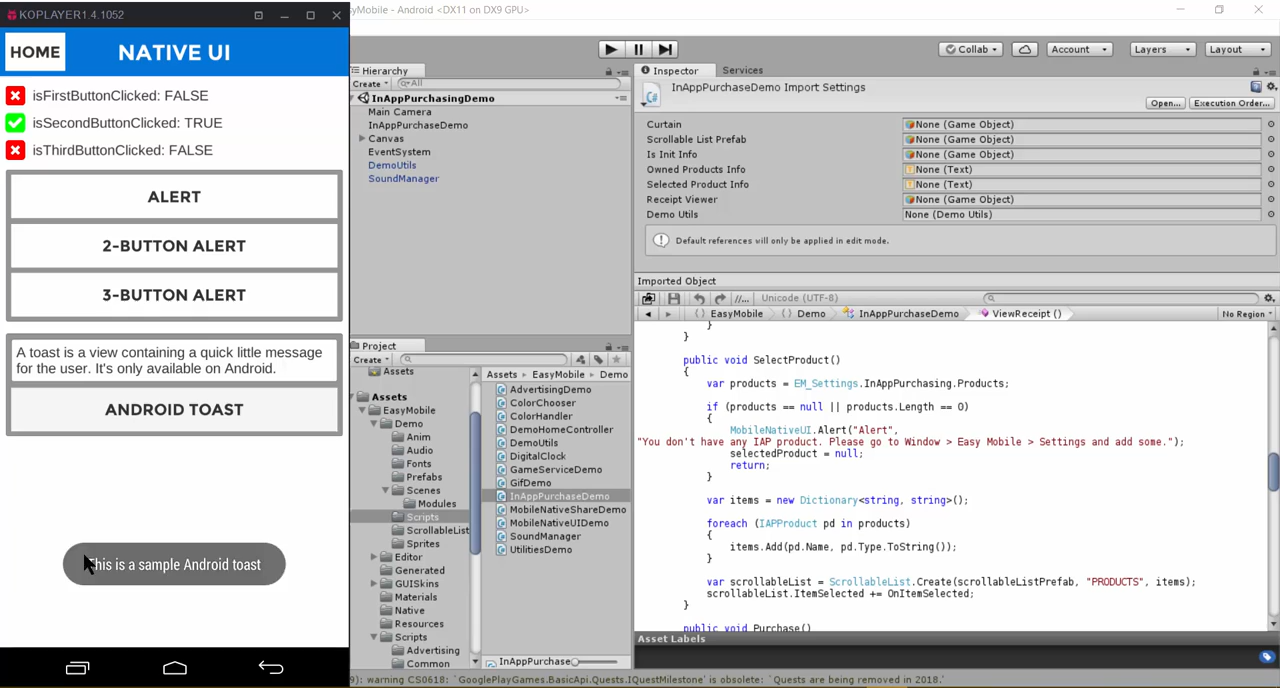 KOPLAYER1.4.1052
HOME
NATIVE UI
isFirstButtonClicked: FALSE
isSecondButtonClicked: TRUE
isThirdButtonClicked: FALSE
ALERT
2-BUTTON ALERT
3-BUTTON ALERT
A toast is a view containing a quick little message
for the user. It's only available on Android.
ANDROID TOAST
is is a sample Android toast
Mobile - Android <DX11 on DX9 GPU>
Collab
Account
Layers
Layout
Hierarchy
Create
All
InAppPurchasingDemo
Main Camera
InAppPurchaseDemo
Canvas
EventSystem
DemoUtils
SoundManager
Project
Create
Assets
Assets
EasyMobile
Demo
Anim
Audio
Fonts
Prefabs
Scenes
Modules
Scripts
ScrollableList
Sprites
Editor
Generated
GUISkins
Materials
Native
Resources
Scripts
Advertising
Common
Assets EasyMobile Demo
AdvertisingDemo
ColorChooser
ColorHandler
DemoHomeController
DemoUtils
DigitalClock
GameServiceDemo
GifDemo
InAppPurchaseDemo
MobileNativeShareDemo
MobileNativeUIDemo
SoundManager
UtilitiesDemo
InAppPurchase
Inspector
Services
InAppPurchaseDemo Import Settings
Open...
Execution Order...
Curtain None (Game Object)
Scrollable List Prefab None (Game Object)
Is Init Info None (Game Object)
Owned Products Info None (Text)
Selected Product Info None (Text)
Receipt Viewer None (Game Object)
Demo Utils None (Demo Utils)
Default references will only be applied in edit mode.
Imported Object
//... Unicode (UTF-8)
EasyMobile Demo InAppPurchaseDemo ViewReceipt () No Region
}
}
public void SelectProduct()
{
var products = EM_Settings.InAppPurchasing.Products;
if (products == null || products.Length == 0)
{
MobileNativeUI.Alert("Alert",
"You don't have any IAP product. Please go to Window > Easy Mobile > Settings and add some.");
selectedProduct = null;
return;
}
var items = new Dictionary<string, string>();
foreach (IAPProduct pd in products)
{
items.Add(pd.Name, pd.Type.ToString());
}
var scrollableList = ScrollableList.Create(scrollableListPrefab, "PRODUCTS", items);
scrollableList.ItemSelected += OnItemSelected;
}
public void Purchase()
Asset Labels
): warning CS0618: `GooglePlayGames.BasicApi.Quests.IQuestMilestone' is obsolete: `Quests are being removed in 2018.'